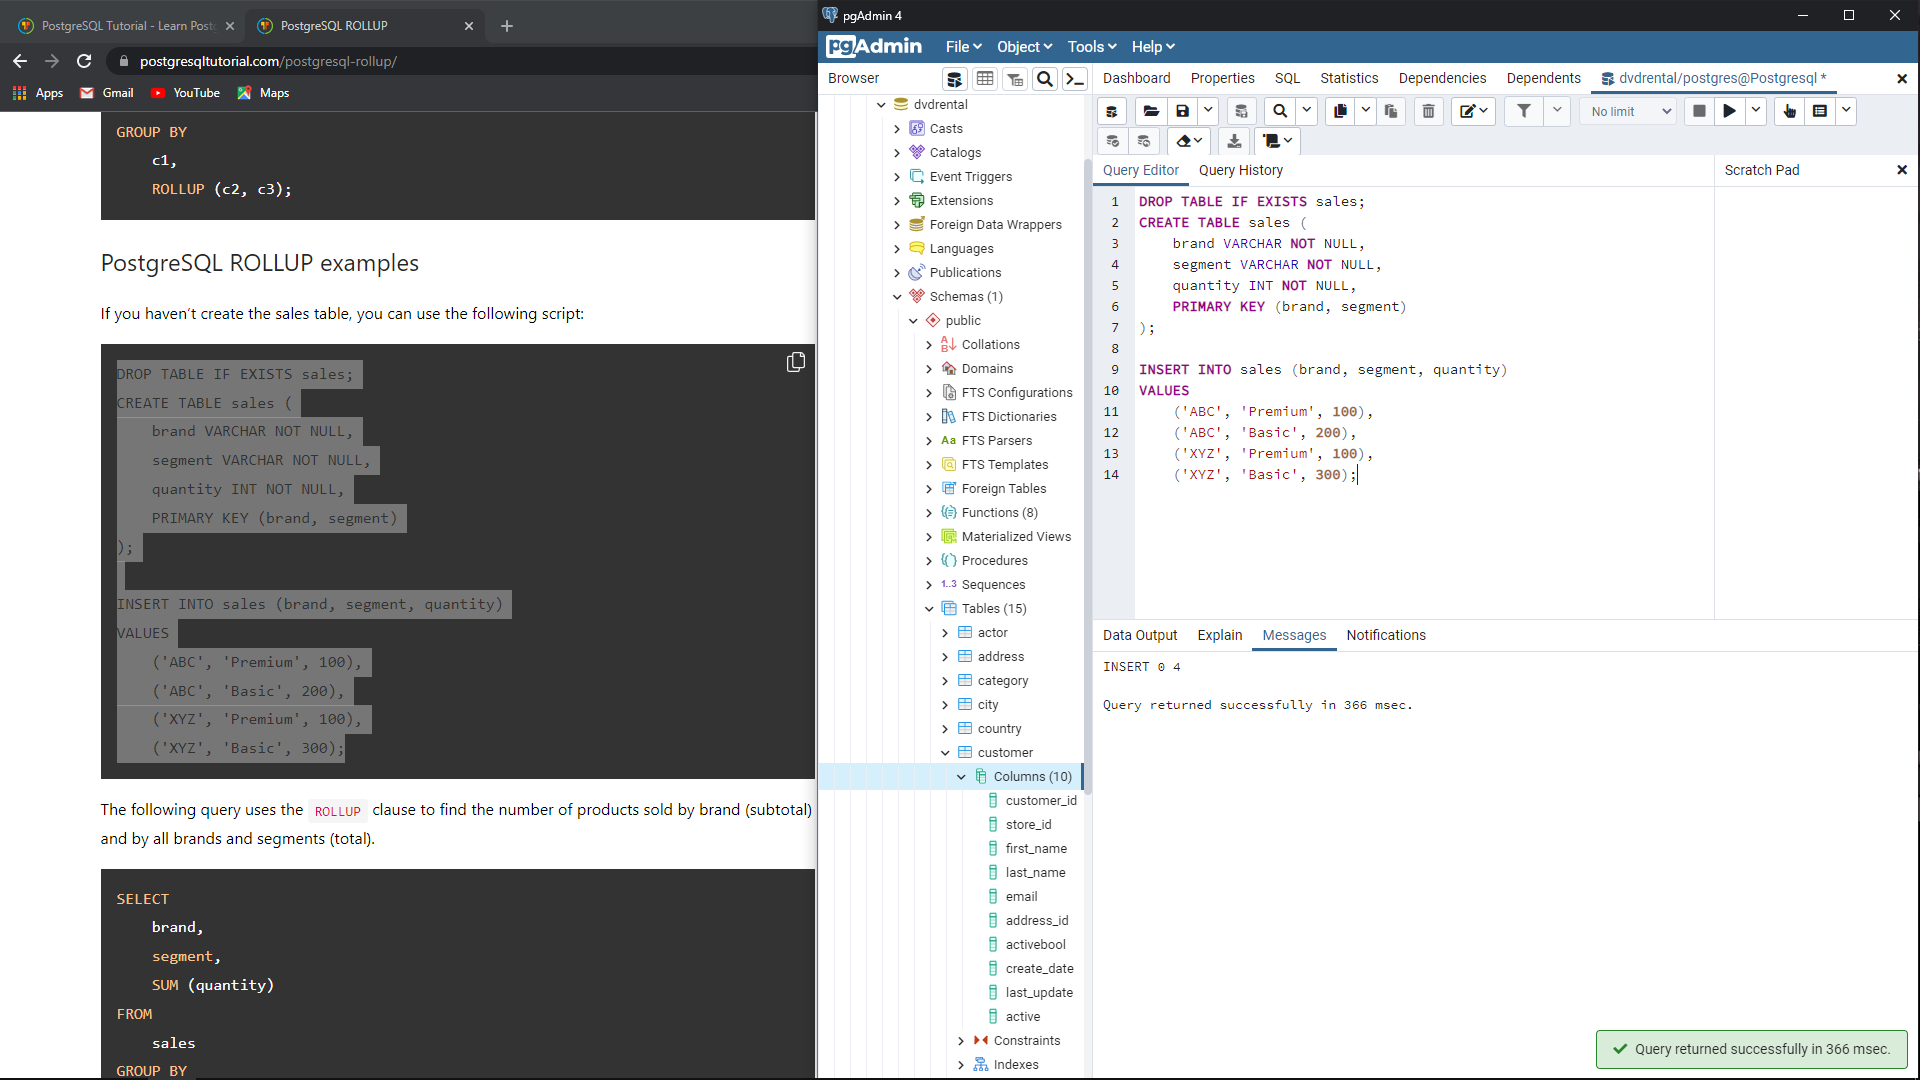 PostgreSQL Tutorial - Learn Post
PostgreSQL ROLLUP
postgresqltutorial.com/postgresql-rollup/
Apps
Gmail
YouTube
Maps
GROUP BY
c1,
ROLLUP (c2, c3);
PostgreSQL ROLLUP examples
If you haven't create the sales table, you can use the following script:
DROP TABLE IF EXISTS sales;
CREATE TABLE sales (
brand VARCHAR NOT NULL,
segment VARCHAR NOT NULL,
quantity INT NOT NULL,
PRIMARY KEY (brand, segment)
);
INSERT INTO sales (brand, segment, quantity)
VALUES
('ABC', 'Premium', 100),
('ABC', 'Basic', 200),
('XYZ', 'Premium', 100),
('XYZ', 'Basic', 300);
The following query uses the ROLLUP clause to find the number of products sold by brand (subtotal)
and by all brands and segments (total).
SELECT
brand,
segment,
SUM (quantity)
FROM
sales
GROUP BY
pgAdmin 4
pgAdmin
File
Object
Tools
Help
Browser
dvdrental
Casts
Catalogs
Event Triggers
Extensions
Foreign Data Wrappers
Languages
Publications
Schemas (1)
public
Collations
Domains
FTS Configurations
FTS Dictionaries
Aa FTS Parsers
FTS Templates
Foreign Tables
Functions (8)
Materialized Views
Procedures
1..3 Sequences
Tables (15)
actor
address
category
city
country
customer
Columns (10)
customer_id
store_id
first_name
last_name
email
address_id
activebool
create_date
last_update
active
Constraints
Indexes
Dashboard
Properties
SQL
Statistics
Dependencies
Dependents
dvdrental/postgres@Postgresql *
No limit
Query Editor
Query History
Scratch Pad
1 DROP TABLE IF EXISTS sales;
2 CREATE TABLE sales (
3 brand VARCHAR NOT NULL,
4 segment VARCHAR NOT NULL,
5 quantity INT NOT NULL,
6 PRIMARY KEY (brand, segment)
7 );
8
9 INSERT INTO sales (brand, segment, quantity)
10 VALUES
11 ('ABC', 'Premium', 100),
12 ('ABC', 'Basic', 200),
13 ('XYZ', 'Premium', 100),
14 ('XYZ', 'Basic', 300);
Data Output
Explain
Messages
Notifications
INSERT 0 4
Query returned successfully in 366 msec.
Query returned successfully in 366 msec.